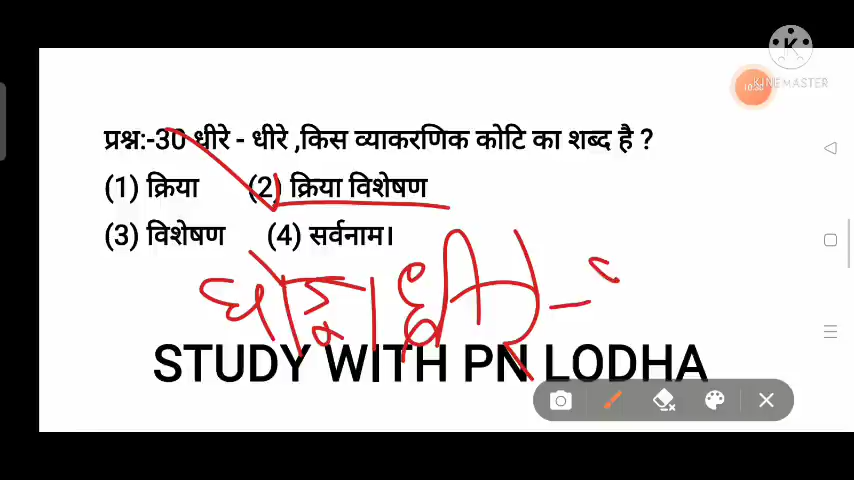 KINEMASTER
प्रश्न:-30 धीरे - धीरे ,किस व्याकरणिक कोटि का शब्द है ?
(1) क्रिया (2) क्रिया विशेषण
(3) विशेषण (4) सर्वनाम।
STUDY WITH PN LODHA